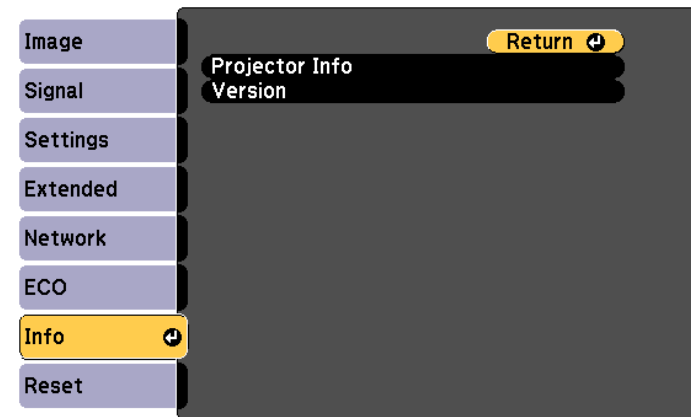 Image
Signal
Settings
Extended
Network
ECO
Info
Reset
Return
Projector Info
Version